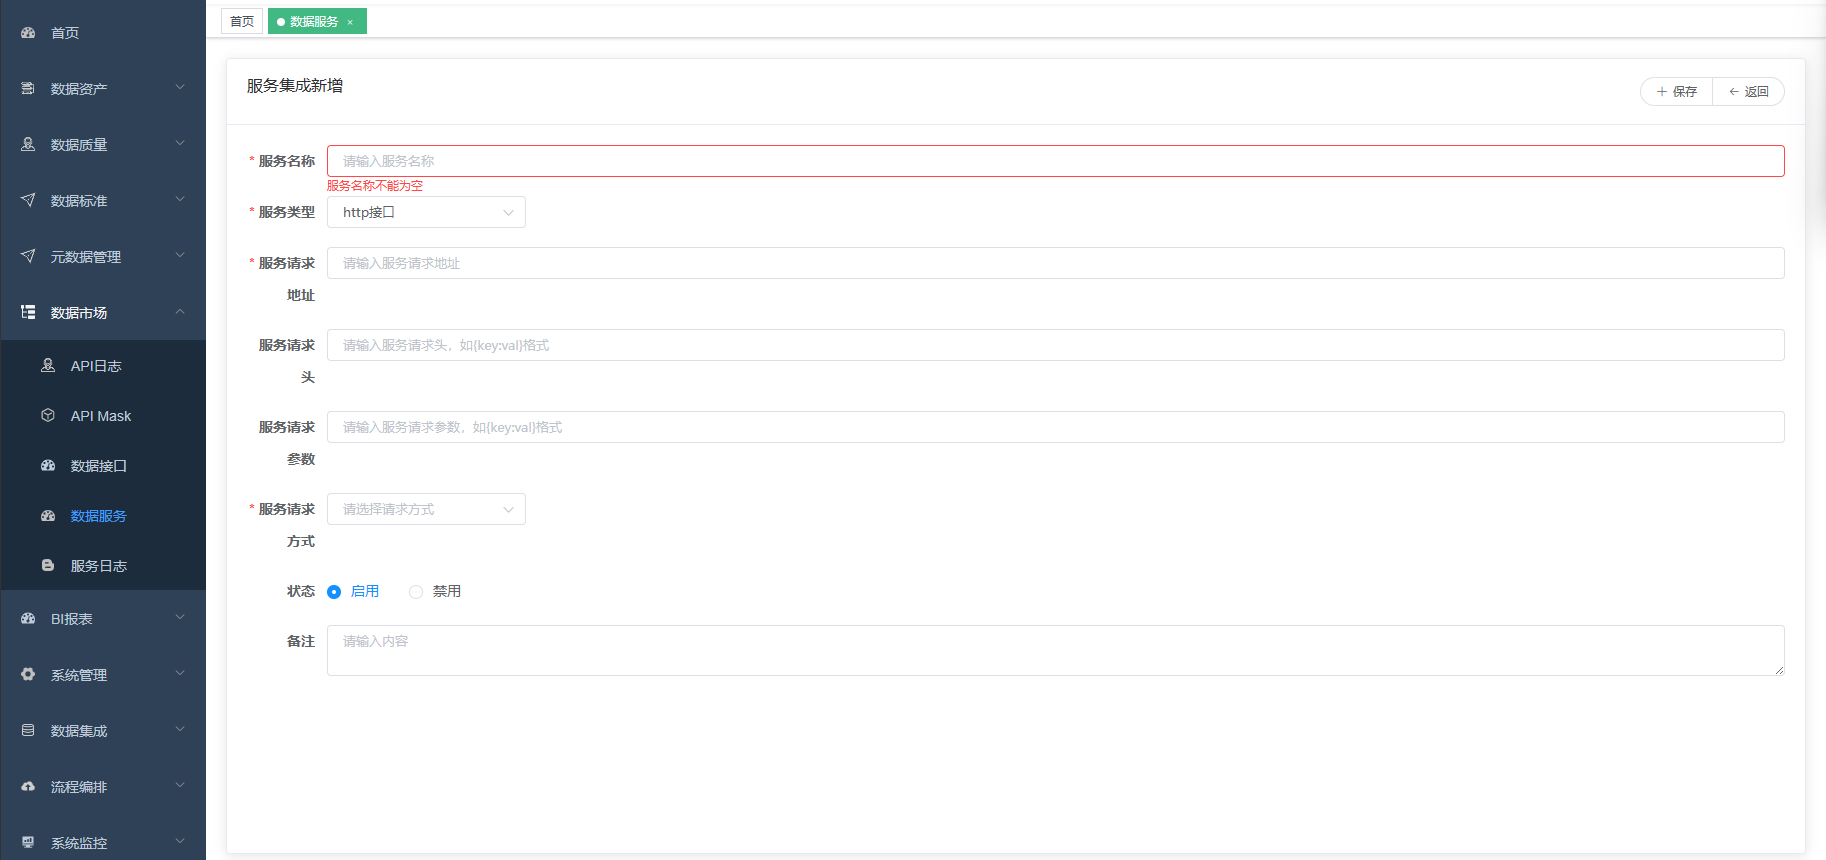 首页
数据资产
数据质量
数据标准
元数据管理
数据市场
API日志
API Mask
数据接口
数据服务
服务日志
BI报表
系统管理
数据集成
流程编排
系统监控
首页
数据服务 ×
服务集成新增
保存
返回
* 服务名称 请输入服务名称
服务名称不能为空
* 服务类型 http接口
* 服务请求 请输入服务请求地址
地址
服务请求 请输入服务请求头，如{key:val}格式
头
服务请求 请输入服务请求参数，如{key:val}格式
参数
* 服务请求 请选择请求方式
方式
状态 启用 禁用
备注 请输入内容